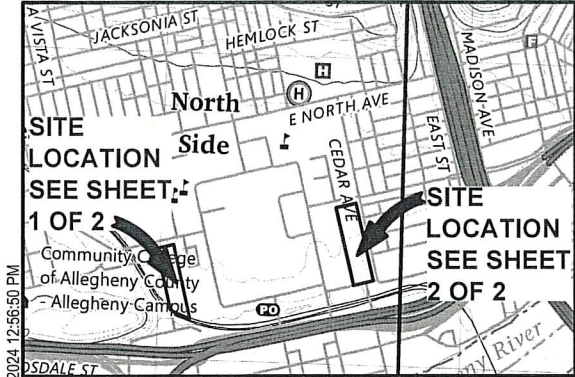 A VISTA ST
JACKSONIA ST
HEMLOCK ST
MADISON AVE
F
H
H
North
Side
E NORTH AVE
EAST ST
CEDAR AVE
SITE
LOCATION
SEE SHEET
1 OF 2
SITE
LOCATION
SEE SHEET
2 OF 2
Community College
of Allegheny County
Allegheny Campus
PO
ny River
OSDALE ST
2024 12:56:50 PM